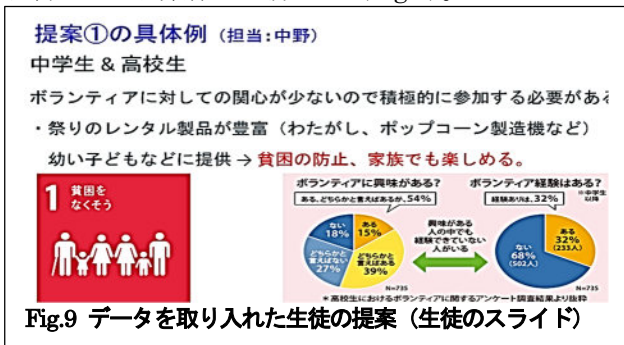 提案①の具体例（担当：中野）
中学生 & 高校生
ボランティアに対しての関心が少ないので積極的に参加する必要がある
・祭りのレンタル製品が豊富（わたがし、ポップコーン製造機など）
幼い子どもなどに提供 → 貧困の防止、家族でも楽しめる。
1 貧困を
なくそう
ボランティアに興味がある？
ある、どちらかと言えばあるが、54%
ない
18%
ある
15%
どちらかと
言えばない
27%
どちらかと
言えばある
39%
興味がある
人の中でも
経験できていない
人がいる
ボランティア経験はある？
経験ありは、32%
※中学生
以降
ある
32%
(233人)
ない
68%
(502人)
N=735
N=735
＊高校生におけるボランティアに関するアンケート調査結果より抜粋
Fig.9 データを取り入れた生徒の提案（生徒のスライド）